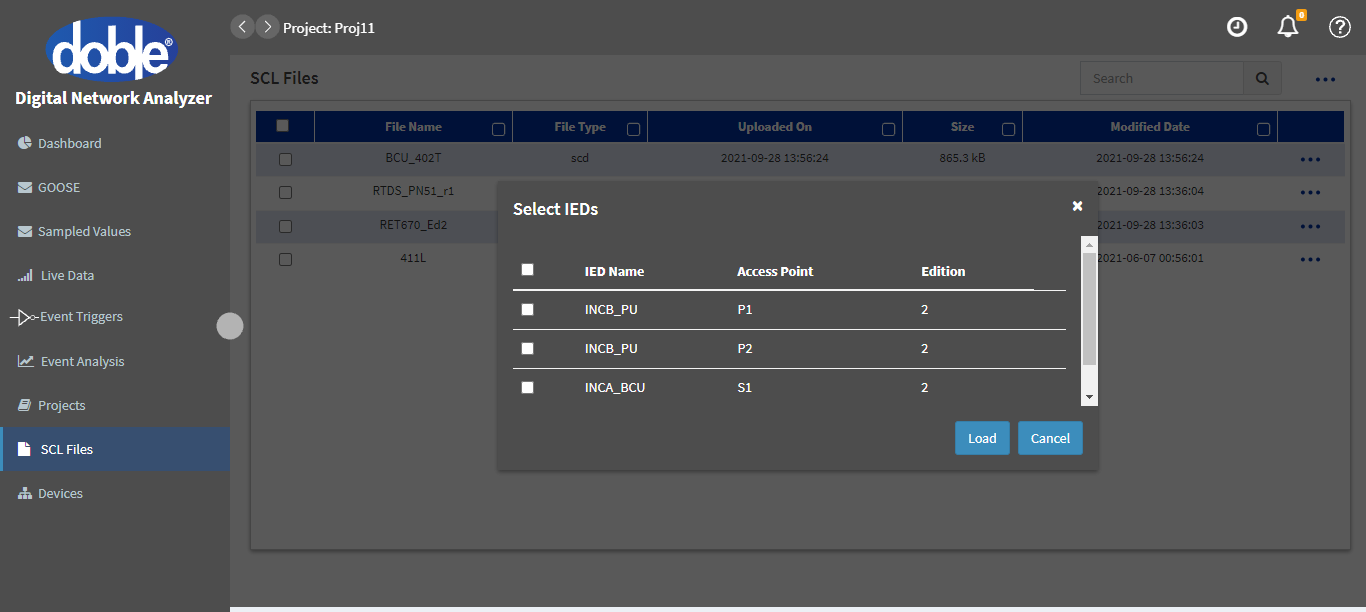 doble®
Digital Network Analyzer
Dashboard
GOOSE
Sampled Values
Live Data
Event Triggers
Event Analysis
Projects
SCL Files
Devices
Project: Proj11
0
SCL Files
Search
File Name File Type Uploaded On Size Modified Date
BCU_402T scd 2021-09-28 13:56:24 865.3 kB 2021-09-28 13:56:24
RTDS_PN51_r1 2021-09-28 13:36:04
RET670_Ed2 2021-09-28 13:36:03
411L 2021-06-07 00:56:01
Select IEDs
IED Name Access Point Edition
INCB_PU P1 2
INCB_PU P2 2
INCA_BCU S1 2
Load Cancel